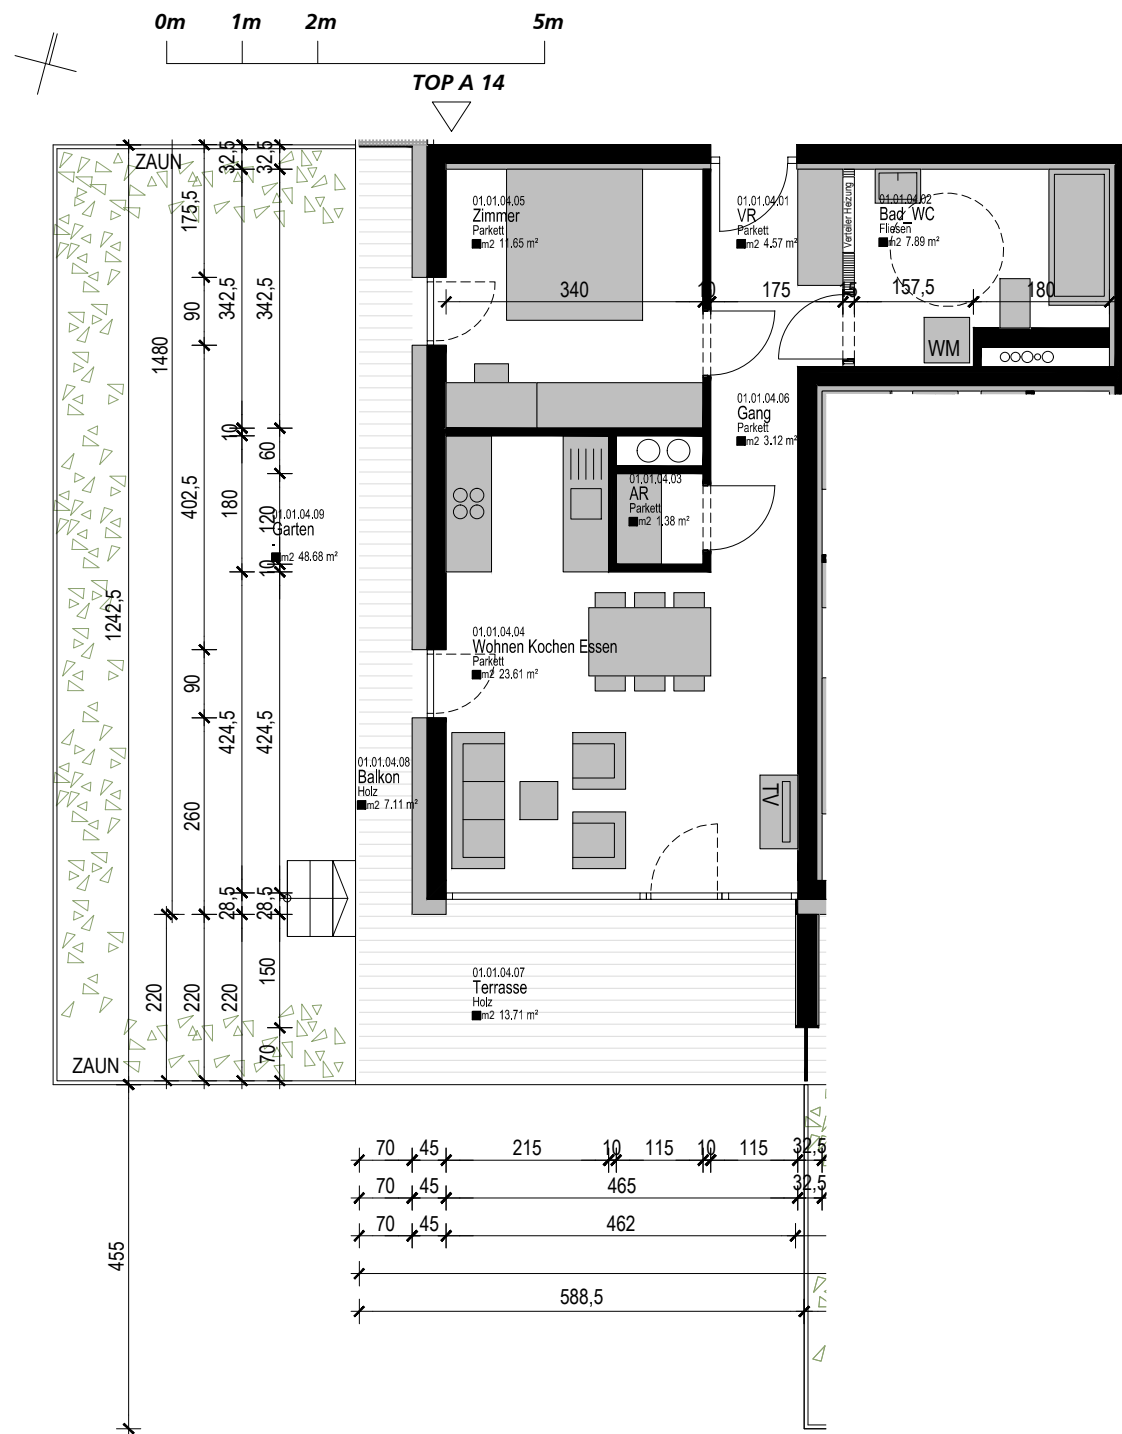 0m 1m 2m 5m
TOP A 14
ZAUN
01.01.04.05
Zimmer
Parkett
m2 11.65 m²
01.01.04.01
VR
Parkett
m2 4.57 m²
Verteiler Heizung
01.01.04.02
Bad_WC
Fliesen
m2 7.89 m²
340 10 175 15 157,5 180
WM
01.01.04.06
Gang
Parkett
m2 3.12 m²
01.01.04.03
AR
Parkett
m2 1.38 m²
01.01.04.09
Garten
m2 48.68 m²
01.01.04.04
Wohnen Kochen Essen
Parkett
m2 23.61 m²
01.01.04.08
Balkon
Holz
m2 7.11 m²
TV
01.01.04.07
Terrasse
Holz
m2 13,71 m²
ZAUN
1242,5
455
1480
220
175,5
90
402,5
90
260
220
32,5
342,5
10
180
424,5
28,5
220
32,5
342,5
60
120
10
424,5
28,5
150
70
70 45 215 10 115 10 115 32,5
70 45 465 32,5
70 45 462
588,5